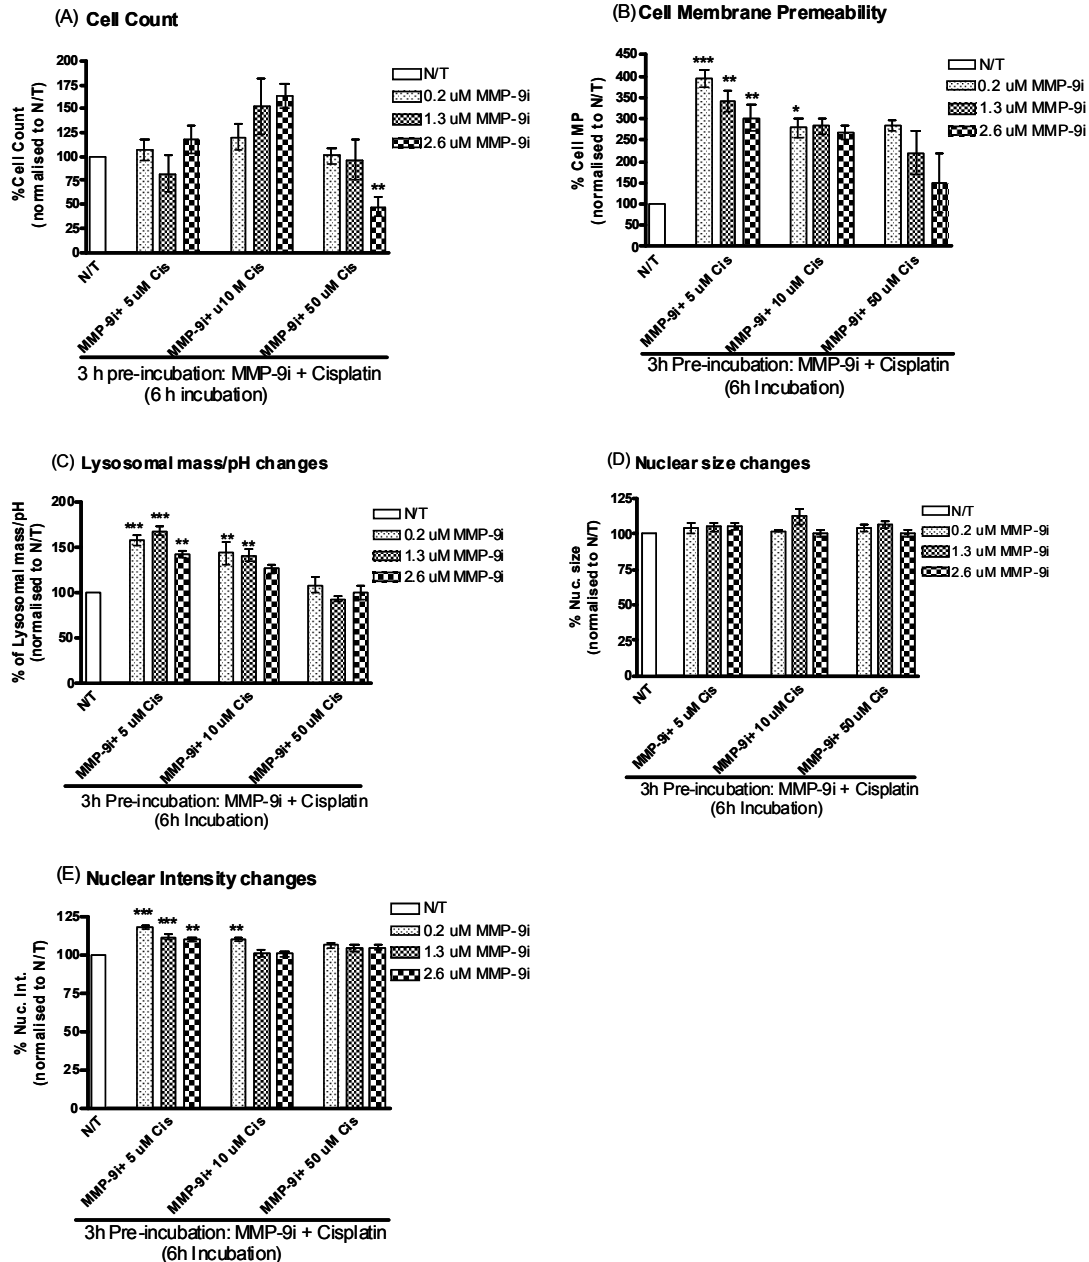 (A) Cell Count
%Cell Count
(normalised to N/T)
200
175
150
125
100
75
50
25
0
**
N/T
0.2 uM MMP-9i
1.3 uM MMP-9i
2.6 uM MMP-9i
N/T
MMP-9i+ 5 uM Cis
MMP-9i+ u10 M Cis
MMP-9i+ 50 uM Cis
3 h pre-incubation: MMP-9i + Cisplatin
(6 h incubation)
(B) Cell Membrane Premeability
% Cell MP
(normalised to N/T)
450
400
350
300
250
200
150
100
50
0
***
**
**
*
N/T
0.2 uM MMP-9i
1.3 uM MMP-9i
2.6 uM MMP-9i
N/T
MMP-9i+ 5 uM Cis
MMP-9i+ 10 uM Cis
MMP-9i+ 50 uM Cis
3h Pre-incubation: MMP-9i + Cisplatin
(6h Incubation)
(C) Lysosomal mass/pH changes
% of Lysosomal mass/pH
(normalised to N/T)
200
150
100
50
0
***
***
**
**
**
N/T
0.2 uM MMP-9i
1.3 uM MMP-9i
2.6 uM MMP-9i
N/T
MMP-9i+ 5 uM Cis
MMP-9i+ 10 uM Cis
MMP-9i+ 50 uM Cis
3h Pre-incubation: MMP-9i + Cisplatin
(6h Incubation)
(D) Nuclear size changes
% Nuc. size
(normalised to N/T)
125
100
75
50
25
0
N/T
0.2 uM MMP-9i
1.3 uM MMP-9i
2.6 uM MMP-9i
N/T
MMP-9i+ 5 uM Cis
MMP-9i+ 10 uM Cis
MMP-9i+ 50 uM Cis
3h Pre-incubation: MMP-9i + Cisplatin
(6h Incubation)
(E) Nuclear Intensity changes
% Nuc. Int.
(normalised to N/T)
125
100
75
50
25
0
***
***
**
**
N/T
0.2 uM MMP-9i
1.3 uM MMP-9i
2.6 uM MMP-9i
N/T
MMP-9i+ 5 uM Cis
MMP-9i+ 10 uM Cis
MMP-9i+ 50 uM Cis
3h Pre-incubation: MMP-9i + Cisplatin
(6h Incubation)